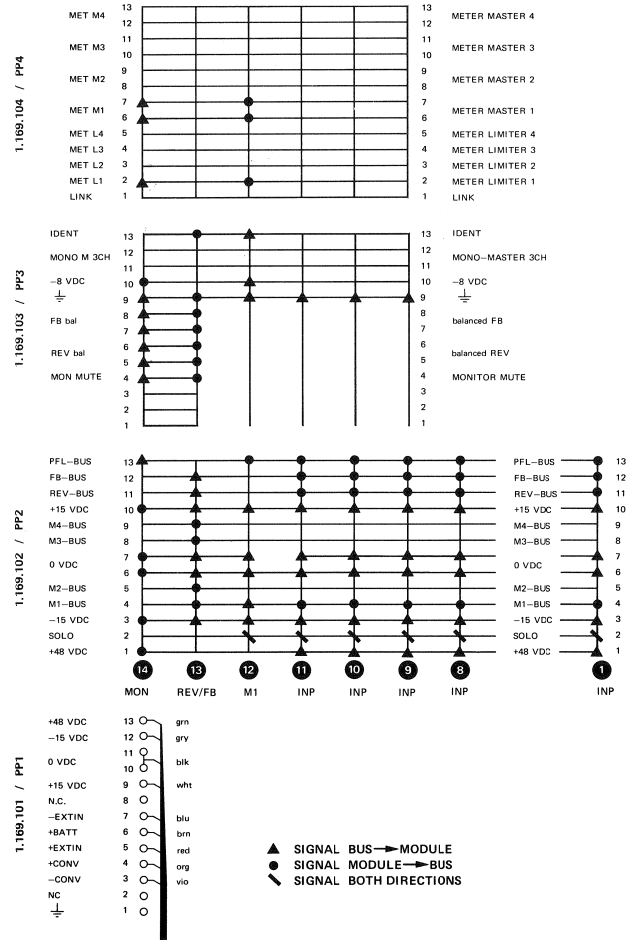 1.169.104 / PP4
13 13
MET M4 METER MASTER 4
12 12
11 11
MET M3 METER MASTER 3
10 10
9 9
MET M2 METER MASTER 2
8 8
7 7
MET M1 METER MASTER 1
6 6
MET L4 5 5 METER LIMITER 4
MET L3 4 4 METER LIMITER 3
MET L2 3 3 METER LIMITER 2
MET L1 2 2 METER LIMITER 1
LINK 1 1 LINK
1.169.103 / PP3
IDENT 13 13 IDENT
12 12
MONO M 3CH MONO-MASTER 3CH
11 11
−8 VDC 10 10 −8 VDC
9 9
8 8
FB bal balanced FB
7 7
6 6
REV bal balanced REV
5 5
MON MUTE 4 4 MONITOR MUTE
3 3
2 2
1 1
1.169.102 / PP2
PFL−BUS 13 PFL−BUS 13
FB−BUS 12 FB−BUS 12
REV−BUS 11 REV−BUS 11
+15 VDC 10 +15 VDC 10
M4−BUS 9 M4−BUS 9
M3−BUS 8 M3−BUS 8
7 7
0 VDC 0 VDC
6 6
M2−BUS 5 M2−BUS 5
M1−BUS 4 M1−BUS 4
−15 VDC 3 −15 VDC 3
SOLO 2 SOLO 2
+48 VDC 1 +48 VDC 1
14 13 12 11 10 9 8 1
MON REV/FB M1 INP INP INP INP INP
1.169.101 / PP1
+48 VDC 13 grn
−15 VDC 12 gry
11
0 VDC blk
10
+15 VDC 9 wht
N.C. 8
−EXTIN 7 blu
+BATT 6 brn
+EXTIN 5 red
+CONV 4 org
−CONV 3 vio
NC 2
1
SIGNAL BUS → MODULE
SIGNAL MODULE → BUS
SIGNAL BOTH DIRECTIONS